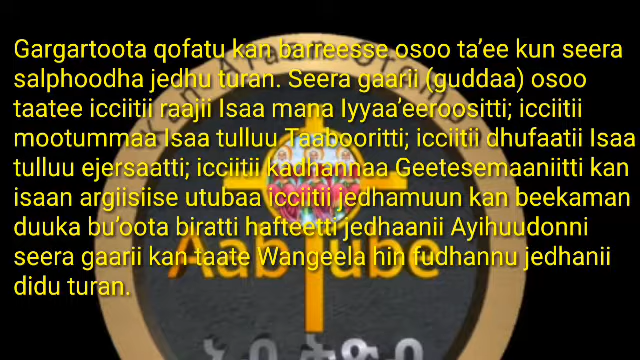 Gargartoota qofatu kan barreesse osoo ta’ee kun seera
salphoodha jedhu turan. Seera gaarii (guddaa) osoo
taatee icciitii raajii Isaa mana Iyyaa’eeroositti; icciitii
mootummaa Isaa tulluu Taabooritti; icciitii dhufaatii Isaa
tulluu ejersaatti; icciitii kadhannaa Geetesemaaniitti kan
isaan argiisiise utubaa icciitii jedhamuun kan beekaman
duuka bu’oota biratti hafteetti jedhaanii Ayihuudonni
seera gaarii kan taate Wangeela hin fudhannu jedhanii
didu turan.
AabTube